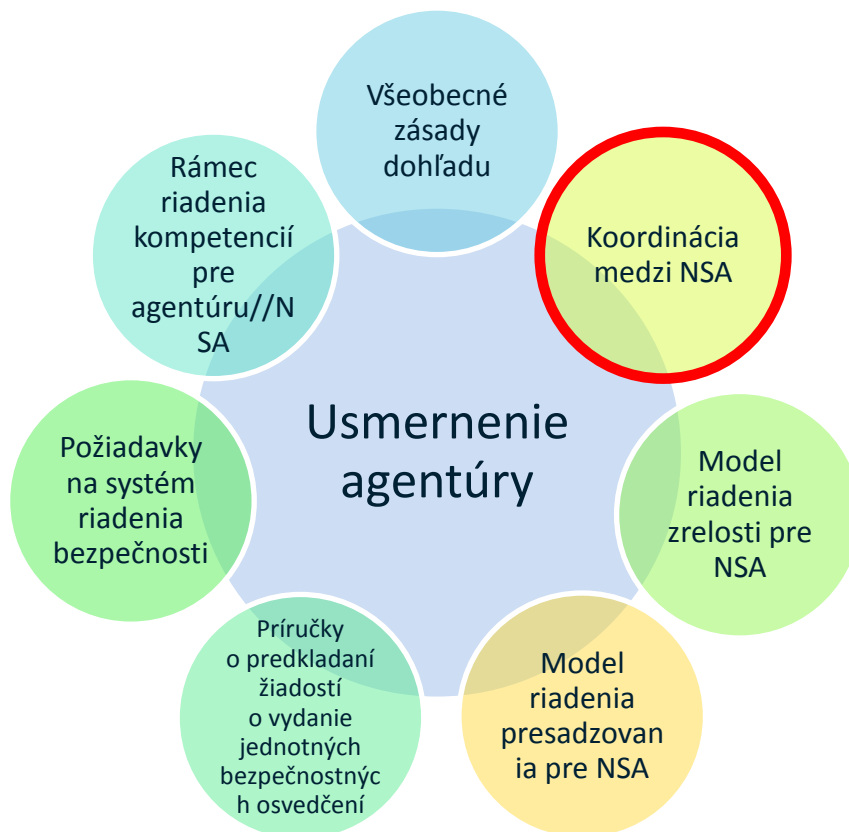 Všeobecné
zásady
dohľadu
Koordinácia
medzi NSA
Model
riadenia
zrelosti pre
NSA
Model
riadenia
presadzovan
ia pre NSA
Príručky
o predkladaní
žiadostí
o vydanie
jednotných
bezpečnostnýc
h osvedčení
Požiadavky
na systém
riadenia
bezpečnosti
Rámec
riadenia
kompetencií
pre
agentúru//N
SA
Usmernenie
agentúry